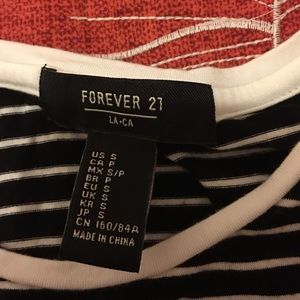 FOREVER 21
LA•CA
US S
CA P
MX S/P
BR P
EU S
UK S
KR S
JP S
CN 160/84A
MADE IN CHINA